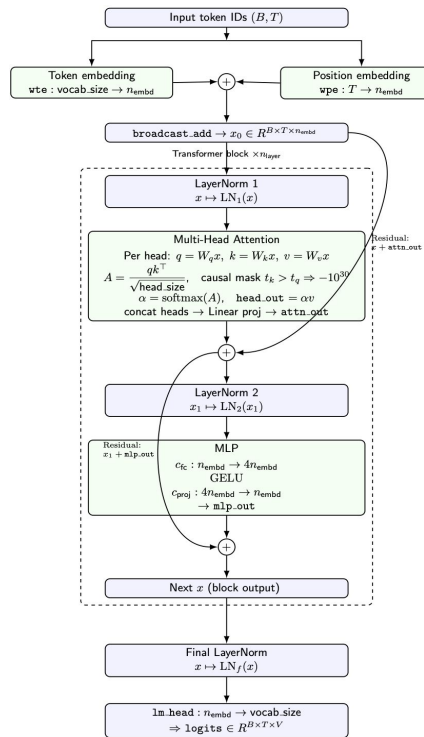 Input token IDs (B, T)
Token embedding
wte : vocab_size → n_embd
Position embedding
wpe : T → n_embd
+
broadcast_add → x_0 ∈ R^{B×T×n_embd}
Transformer block ×n_layer
LayerNorm 1
x ↦ LN_1(x)
Multi-Head Attention
Per head: q = W_q x, k = W_k x, v = W_v x
A = qk^⊤ / √head_size, causal mask t_k > t_q ⇒ −10^{30}
α = softmax(A), head_out = αv
concat heads → Linear proj → attn_out
Residual:
x + attn_out
+
LayerNorm 2
x_1 ↦ LN_2(x_1)
Residual:
x_1 + mlp_out
MLP
c_fc : n_embd → 4n_embd
GELU
c_proj : 4n_embd → n_embd
→ mlp_out
+
Next x (block output)
Final LayerNorm
x ↦ LN_f(x)
lm_head : n_embd → vocab_size
⇒ logits ∈ R^{B×T×V}